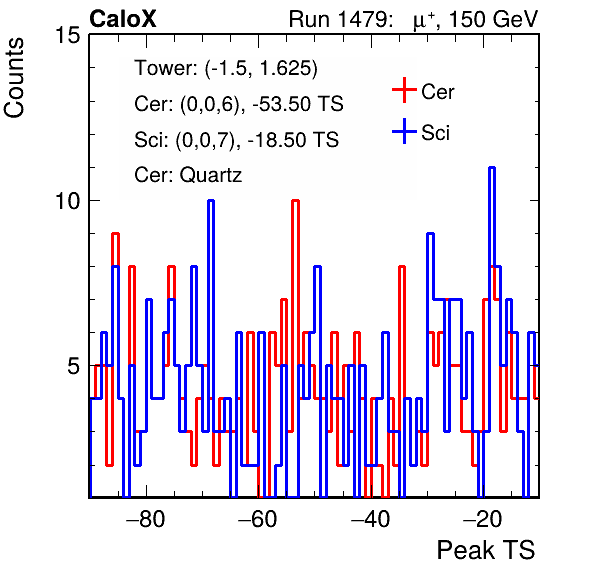 CaloX Run 1479: μ⁺, 150 GeV
Counts
15
10
5
Tower: (-1.5, 1.625)
Cer: (0,0,6), -53.50 TS
Sci: (0,0,7), -18.50 TS
Cer: Quartz
Cer
Sci
−80 −60 −40 −20
Peak TS